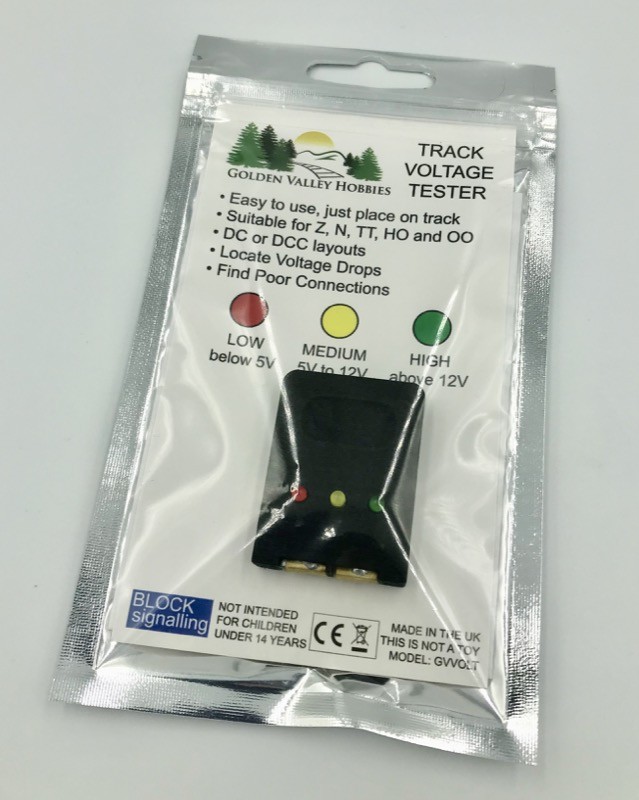 GOLDEN VALLEY HOBBIES
TRACK
VOLTAGE
TESTER
• Easy to use, just place on track
• Suitable for Z, N, TT, HO and OO
• DC or DCC layouts
• Locate Voltage Drops
• Find Poor Connections
LOW
below 5V
MEDIUM
5V to 12V
HIGH
above 12V
BLOCK
signalling
NOT INTENDED
FOR CHILDREN
UNDER 14 YEARS
CE
MADE IN THE UK
THIS IS NOT A TOY
MODEL: GVVOLT